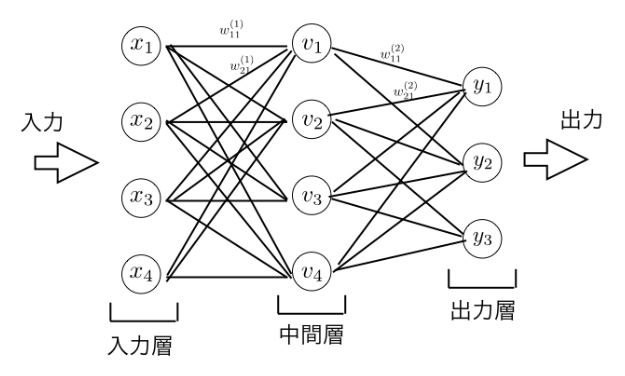 w₁₁⁽¹⁾
w₂₁⁽¹⁾
w₁₁⁽²⁾
w₂₁⁽²⁾
x₁
x₂
x₃
x₄
v₁
v₂
v₃
v₄
y₁
y₂
y₃
入力
出力
入力層
中間層
出力層